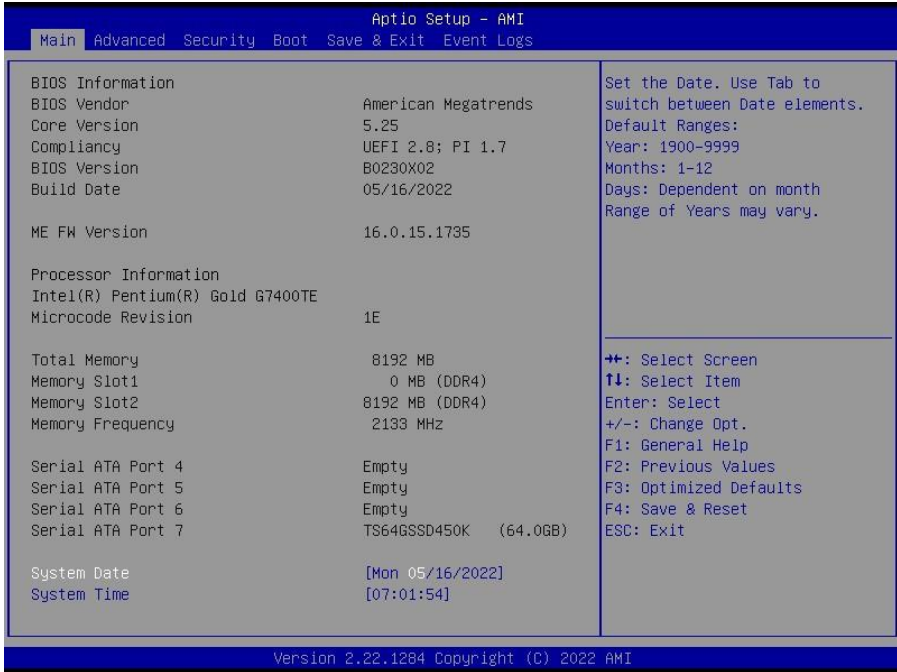 Aptio Setup – AMI
Main Advanced Security Boot Save & Exit Event Logs
BIOS Information
BIOS Vendor American Megatrends
Core Version 5.25
Compliancy UEFI 2.8; PI 1.7
BIOS Version B0230X02
Build Date 05/16/2022
ME FW Version 16.0.15.1735
Processor Information
Intel(R) Pentium(R) Gold G7400TE
Microcode Revision 1E
Total Memory 8192 MB
Memory Slot1 0 MB (DDR4)
Memory Slot2 8192 MB (DDR4)
Memory Frequency 2133 MHz
Serial ATA Port 4 Empty
Serial ATA Port 5 Empty
Serial ATA Port 6 Empty
Serial ATA Port 7 TS64GSSD450K (64.0GB)
System Date [Mon 05/16/2022]
System Time [07:01:54]
Set the Date. Use Tab to
switch between Date elements.
Default Ranges:
Year: 1900-9999
Months: 1-12
Days: Dependent on month
Range of Years may vary.
→←: Select Screen
↑↓: Select Item
Enter: Select
+/-: Change Opt.
F1: General Help
F2: Previous Values
F3: Optimized Defaults
F4: Save & Reset
ESC: Exit
Version 2.22.1284 Copyright (C) 2022 AMI